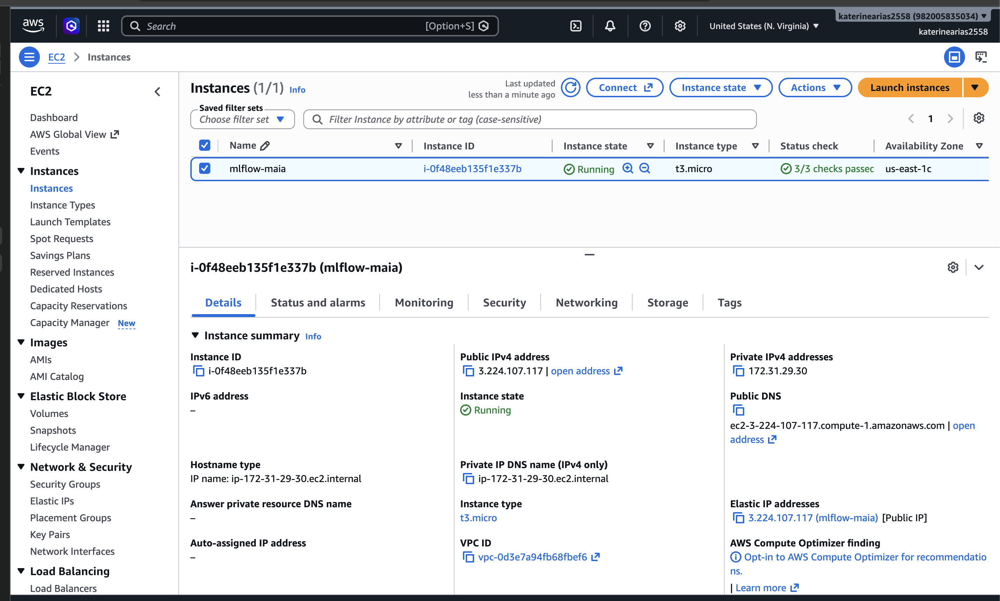 aws
Search
[Option+S]
United States (N. Virginia)
katerinearias2558 (982005835034)
katerinearias2558
EC2
Instances
EC2
Dashboard
AWS Global View
Events
Instances
Instances
Instance Types
Launch Templates
Spot Requests
Savings Plans
Reserved Instances
Dedicated Hosts
Capacity Reservations
Capacity Manager New
Images
AMIs
AMI Catalog
Elastic Block Store
Volumes
Snapshots
Lifecycle Manager
Network & Security
Security Groups
Elastic IPs
Placement Groups
Key Pairs
Network Interfaces
Load Balancing
Load Balancers
Instances (1/1) Info
Last updated
less than a minute ago
Connect
Instance state
Actions
Launch instances
Saved filter sets
Choose filter set
Filter Instance by attribute or tag (case-sensitive)
1
Name Instance ID Instance state Instance type Status check Availability Zone
mlflow-maia i-0f48eeb135f1e337b Running t3.micro 3/3 checks passec us-east-1c
i-0f48eeb135f1e337b (mlflow-maia)
Details Status and alarms Monitoring Security Networking Storage Tags
Instance summary Info
Instance ID
i-0f48eeb135f1e337b
Public IPv4 address
3.224.107.117 | open address
Private IPv4 addresses
172.31.29.30
IPv6 address
–
Instance state
Running
Public DNS
ec2-3-224-107-117.compute-1.amazonaws.com | open
address
Hostname type
IP name: ip-172-31-29-30.ec2.internal
Private IP DNS name (IPv4 only)
ip-172-31-29-30.ec2.internal
Answer private resource DNS name
–
Instance type
t3.micro
Elastic IP addresses
3.224.107.117 (mlflow-maia) [Public IP]
Auto-assigned IP address
–
VPC ID
vpc-0d3e7a94fb68fbef6
AWS Compute Optimizer finding
Opt-in to AWS Compute Optimizer for recommendatio
ns.
| Learn more